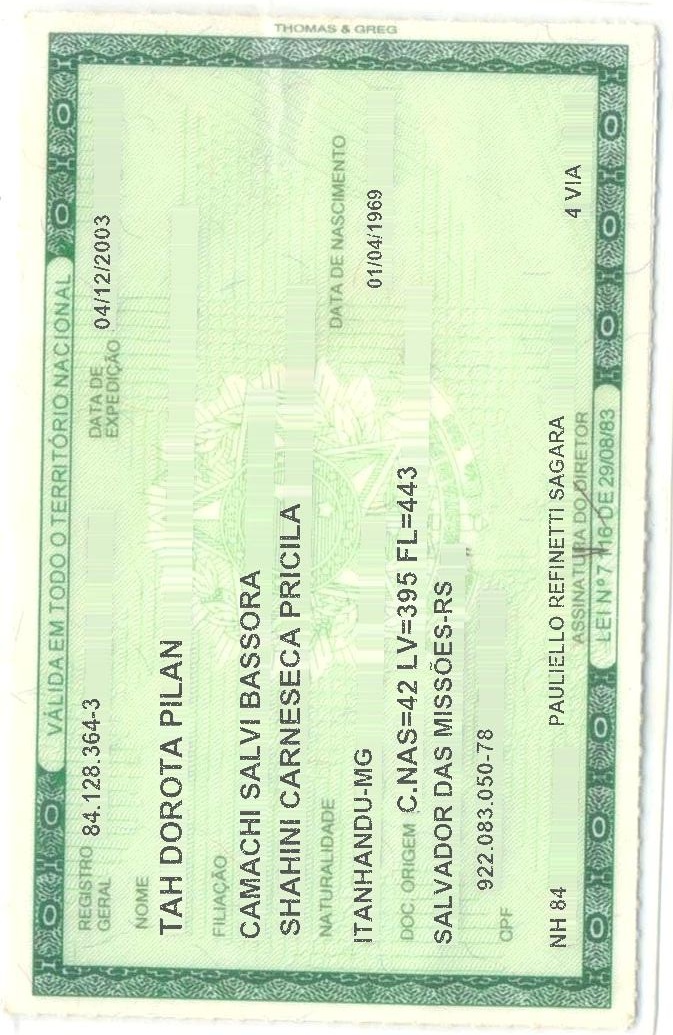 THOMAS & GREG
VÁLIDA EM TODO O TERRITÓRIO NACIONAL
REGISTRO GERAL 84.128.364-3 DATA DE EXPEDIÇÃO 04/12/2003
NOME
TAH DOROTA PILAN
FILIAÇÃO
CAMACHI SALVI BASSORA
SHAHINI CARNESECA PRICILA
NATURALIDADE DATA DE NASCIMENTO
ITANHANDU-MG 01/04/1969
DOC. ORIGEM C.NAS=42 LV=395 FL=443
SALVADOR DAS MISSÕES-RS
922.083.050-78
CPF
NH 84 PAULIELLO REFINETTI SAGARA 4 VIA
ASSINATURA DO DIRETOR
LEI Nº 7.116 DE 29/08/83